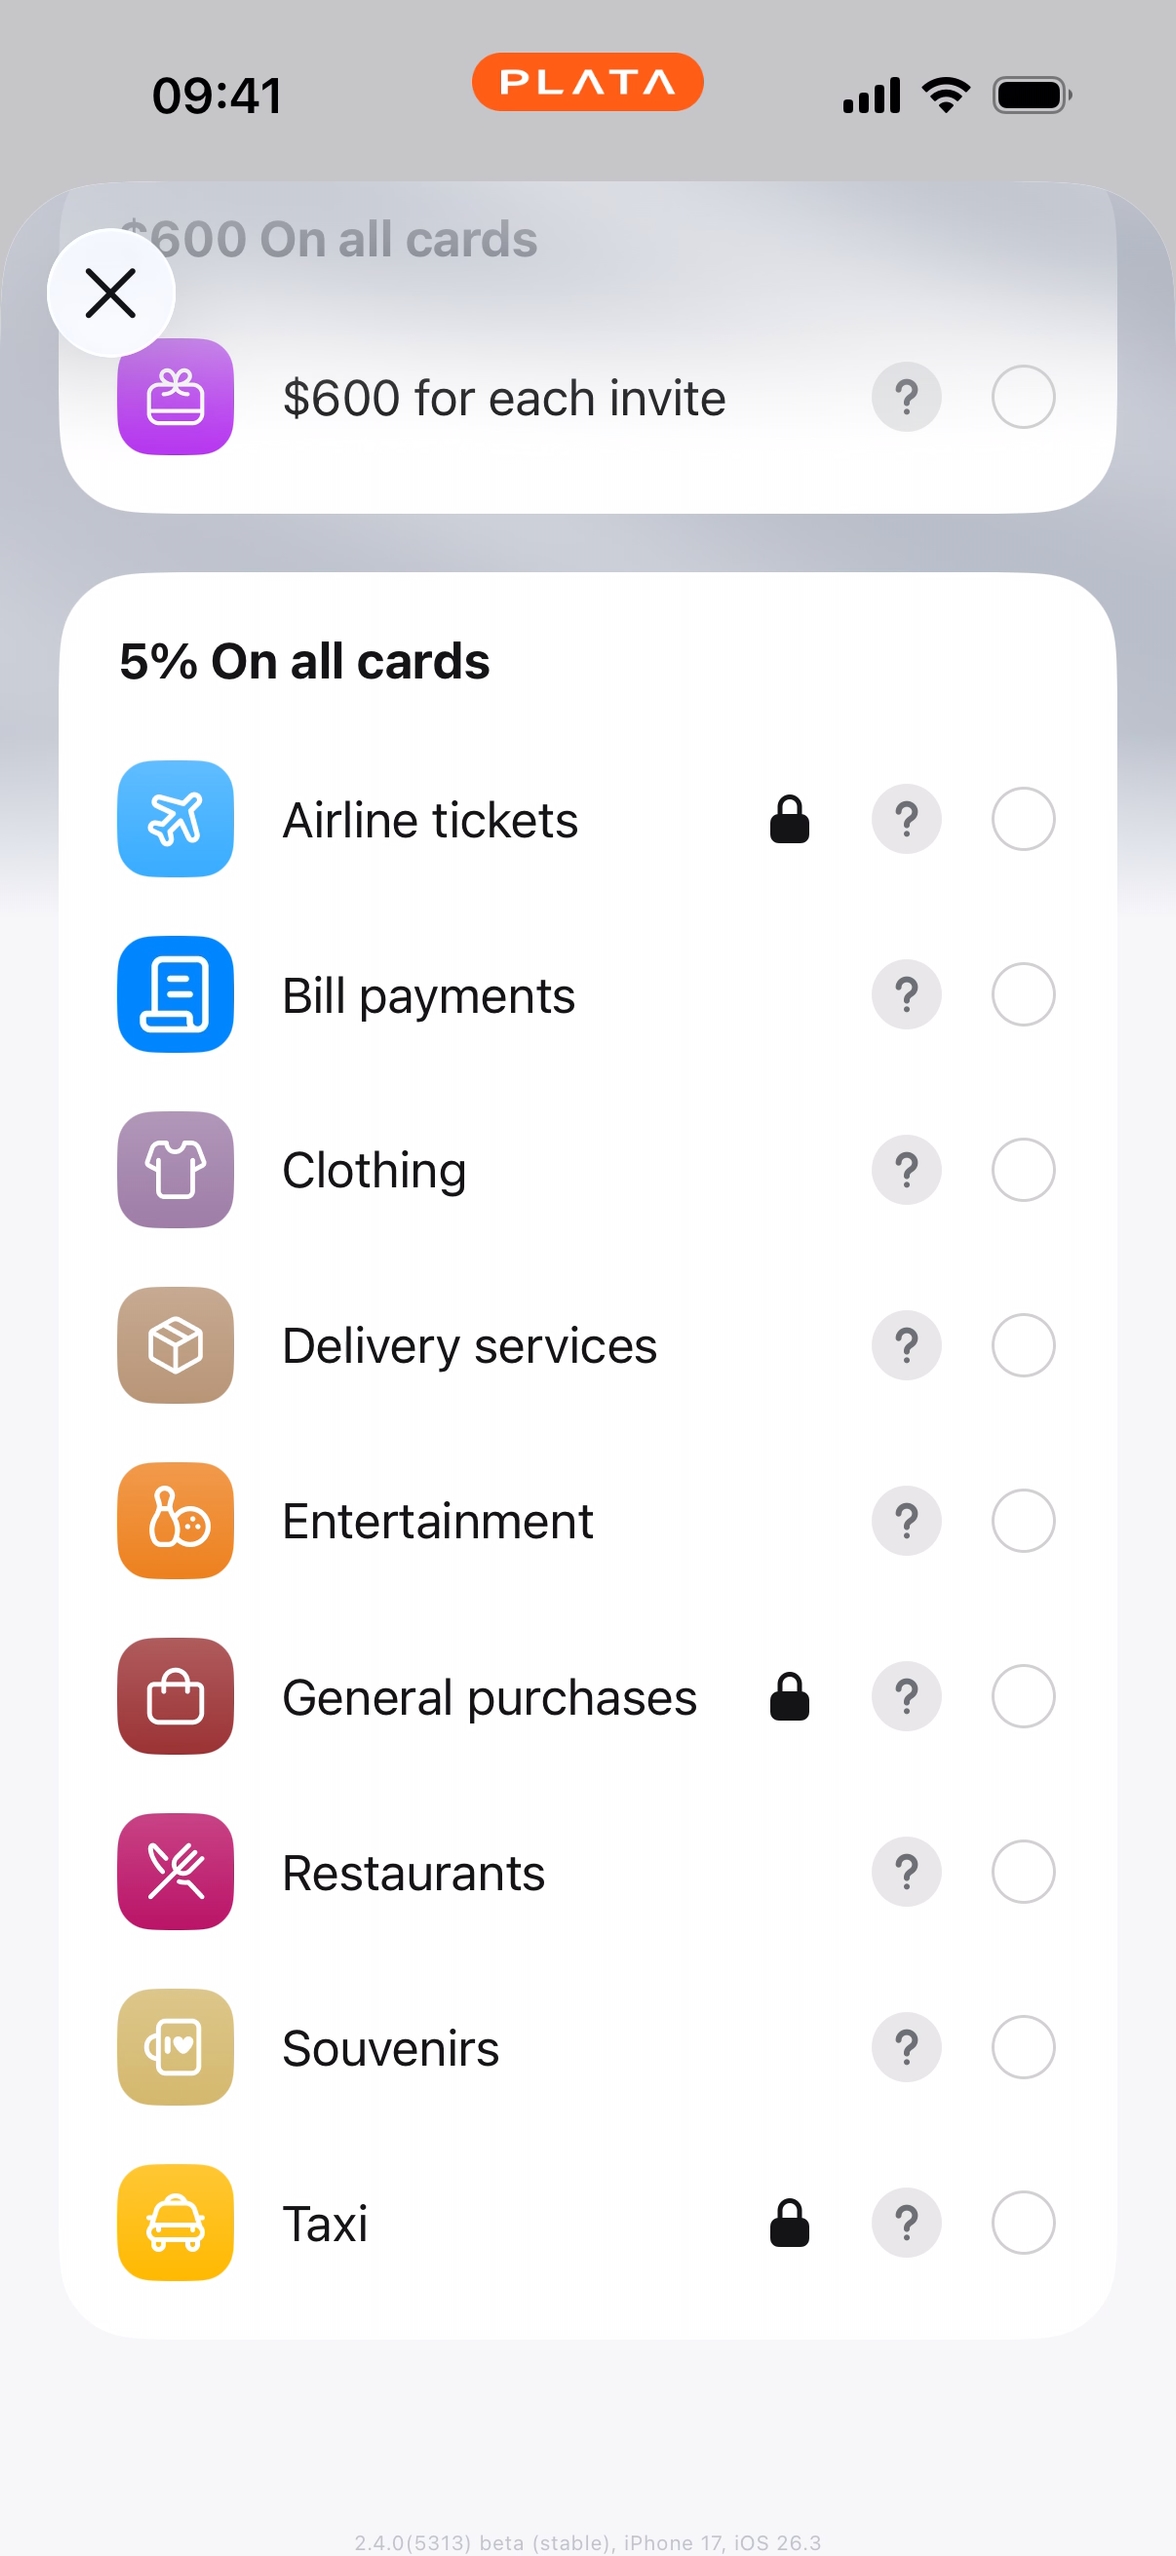 09:41
PLATA
$600 On all cards
$600 for each invite
?
5% On all cards
Airline tickets
?
Bill payments
?
Clothing
?
Delivery services
?
Entertainment
?
General purchases
?
Restaurants
?
Souvenirs
?
Taxi
?
2.4.0(5313) beta (stable), iPhone 17, iOS 26.3